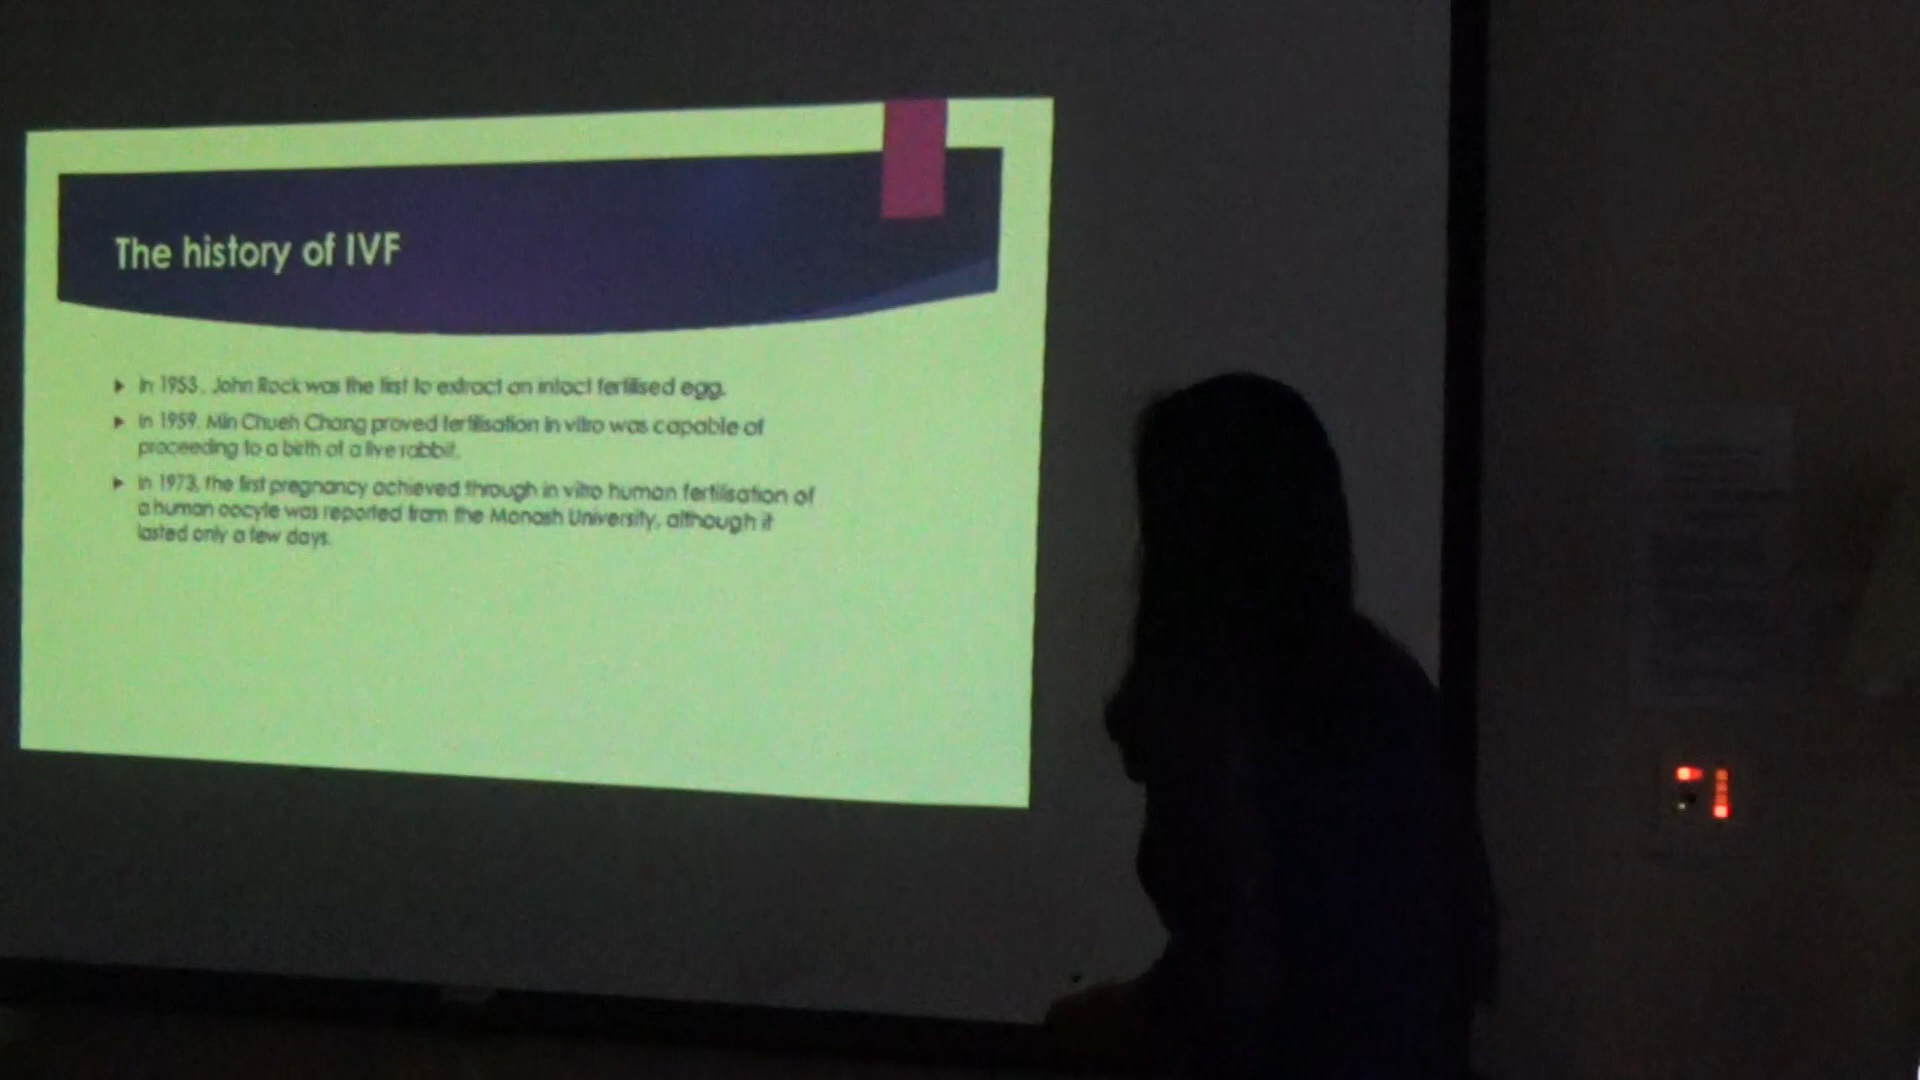 The history of IVF
In 1953, John Rock was the first to extract an intact fertilised egg.
In 1959, Min Chueh Chang proved fertilisation in vitro was capable of
proceeding to a birth of a live rabbit.
In 1973, the first pregnancy achieved through in vitro human fertilisation of
a human oocyte was reported from the Monash University, although it
lasted only a few days.